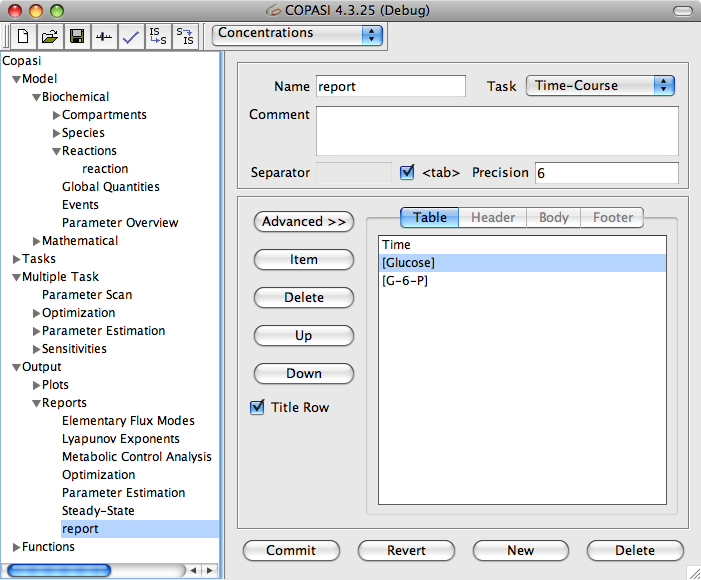 COPASI 4.3.25 (Debug)
IS
S
S
IS
Concentrations
Copasi
Model
Biochemical
Compartments
Species
Reactions
reaction
Global Quantities
Events
Parameter Overview
Mathematical
Tasks
Multiple Task
Parameter Scan
Optimization
Parameter Estimation
Sensitivities
Output
Plots
Reports
Elementary Flux Modes
Lyapunov Exponents
Metabolic Control Analysis
Optimization
Parameter Estimation
Steady-State
report
Functions
Name report Task Time-Course
Comment
Separator <tab> Precision 6
Advanced >>
Item
Delete
Up
Down
Title Row
Table Header Body Footer
Time
[Glucose]
[G-6-P]
Commit Revert New Delete